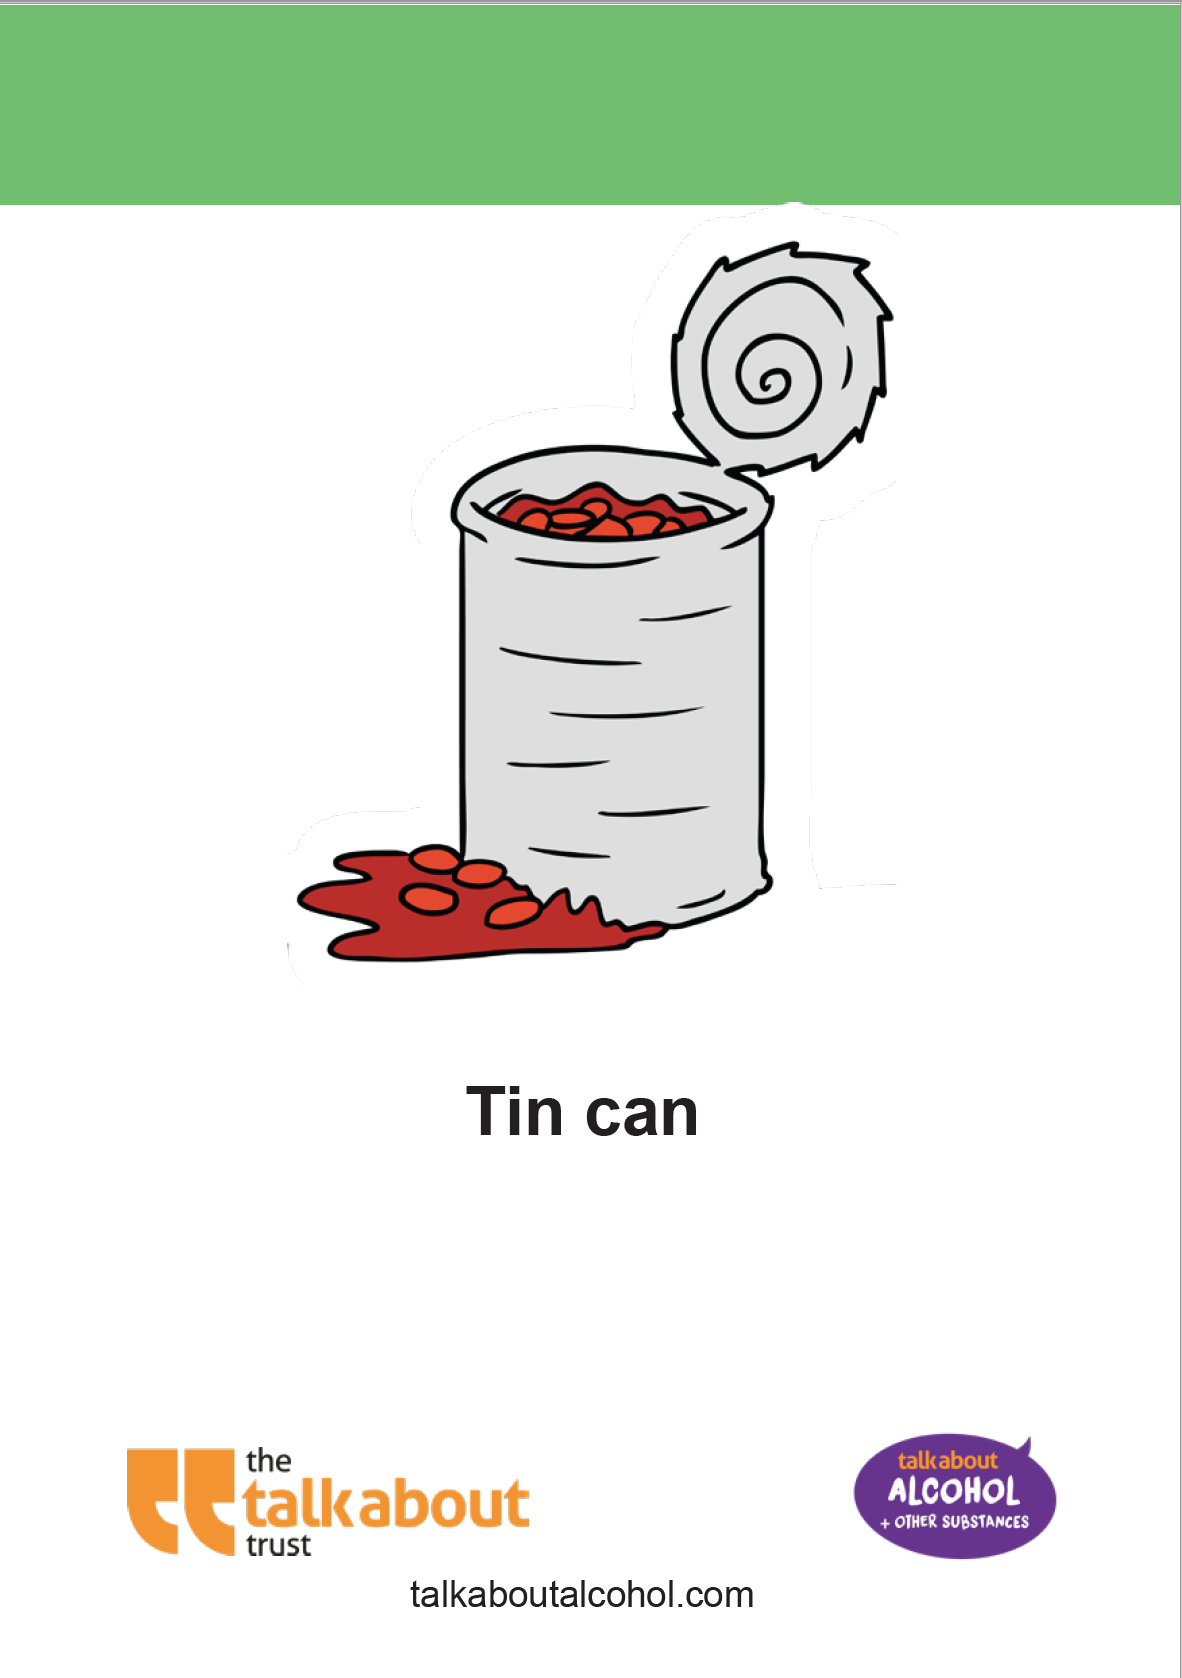 Tin can
the
talkabout
trust
talkabout
ALCOHOL
+ OTHER SUBSTANCES
talkaboutalcohol.com